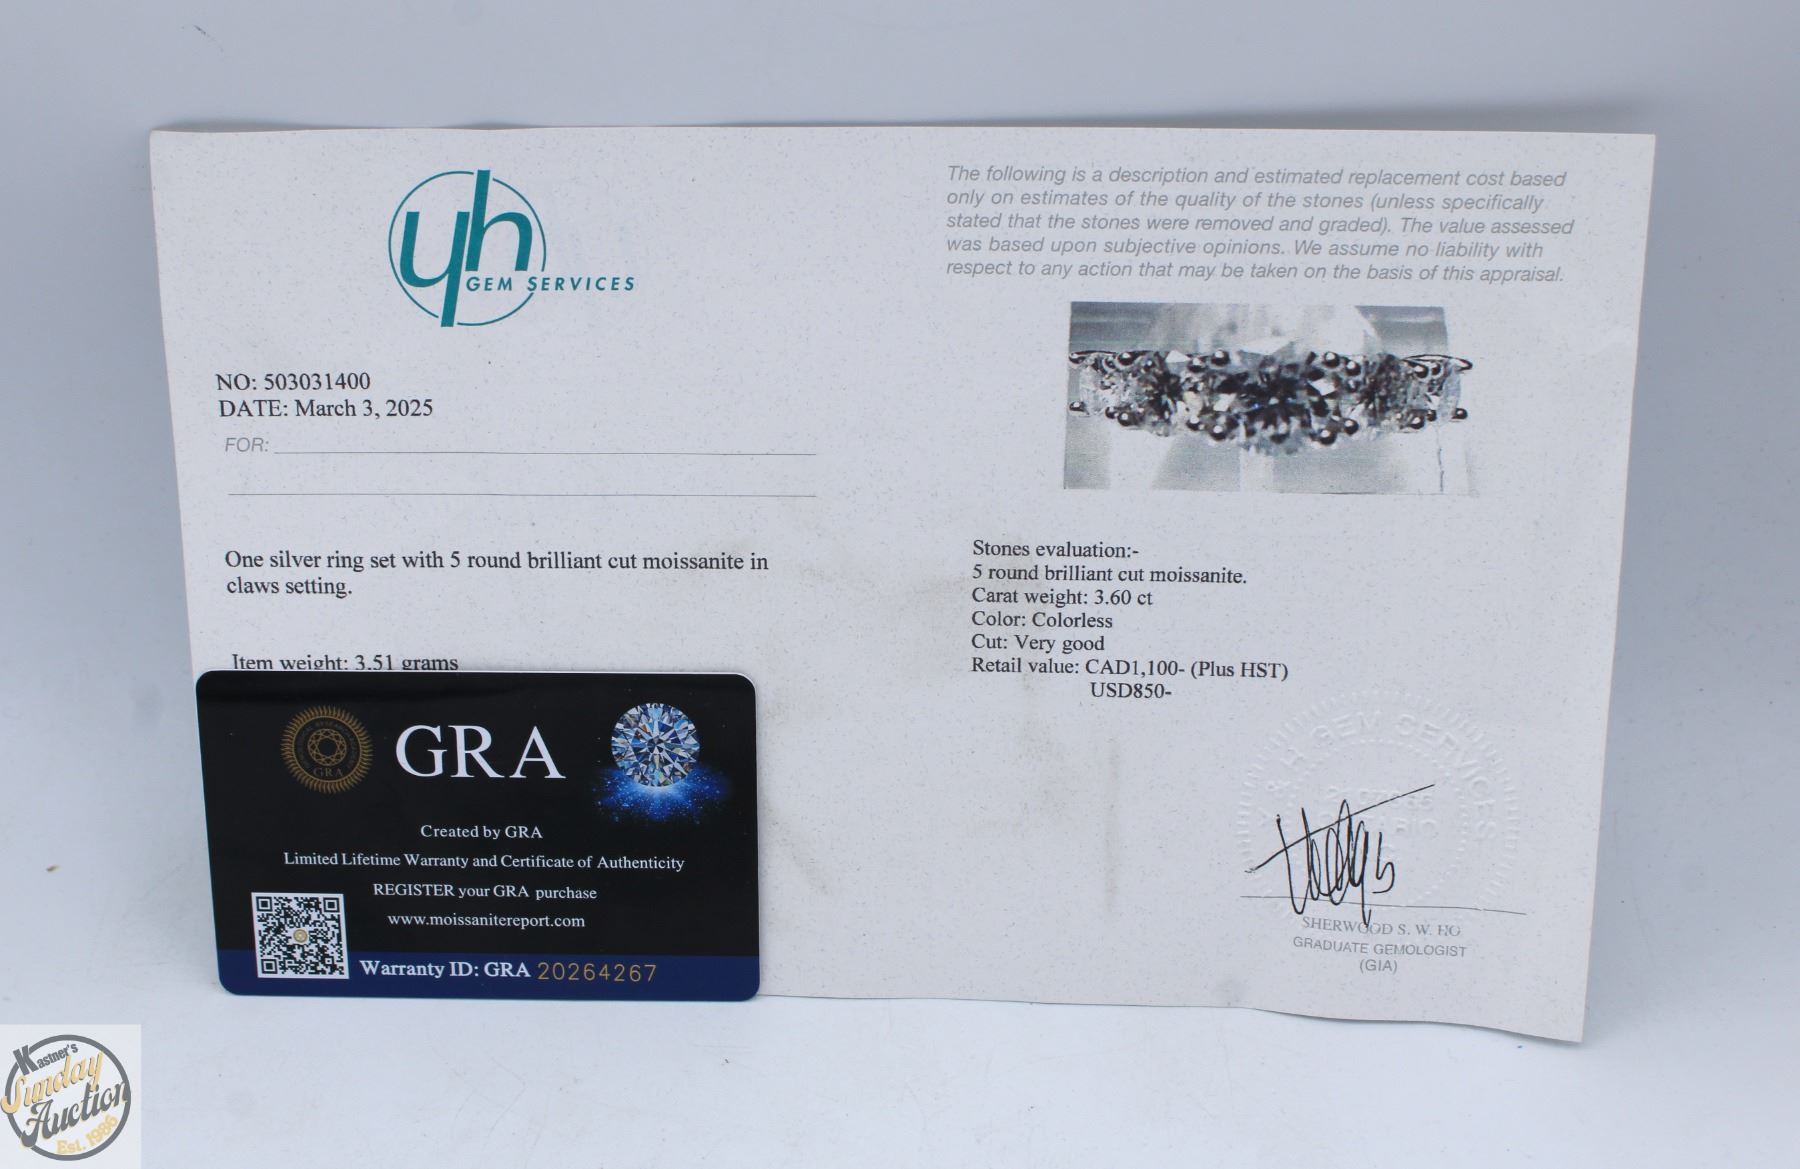 yh
GEM SERVICES
NO: 503031400
DATE: March 3, 2025
FOR:
One silver ring set with 5 round brilliant cut moissanite in
claws setting.
Item weight: 3.51 grams
The following is a description and estimated replacement cost based
only on estimates of the quality of the stones (unless specifically
stated that the stones were removed and graded). The value assessed
was based upon subjective opinions. We assume no liability with
respect to any action that may be taken on the basis of this appraisal.
Stones evaluation:-
5 round brilliant cut moissanite.
Carat weight: 3.60 ct
Color: Colorless
Cut: Very good
Retail value: CAD1,100- (Plus HST)
USD850-
GEM SERVICES
SHERWOOD S. W. HO
GRADUATE GEMOLOGIST
(GIA)
GRA
GRA
Created by GRA
Limited Lifetime Warranty and Certificate of Authenticity
REGISTER your GRA purchase
www.moissanitereport.com
Warranty ID: GRA 20264267
Kastner's
Sunday
Auction
Est. 1986